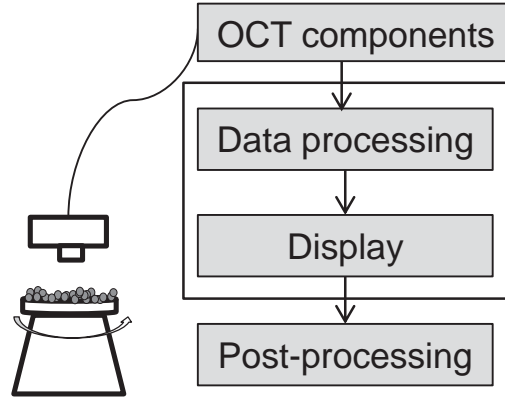 OCT components
Data processing
Display
Post-processing